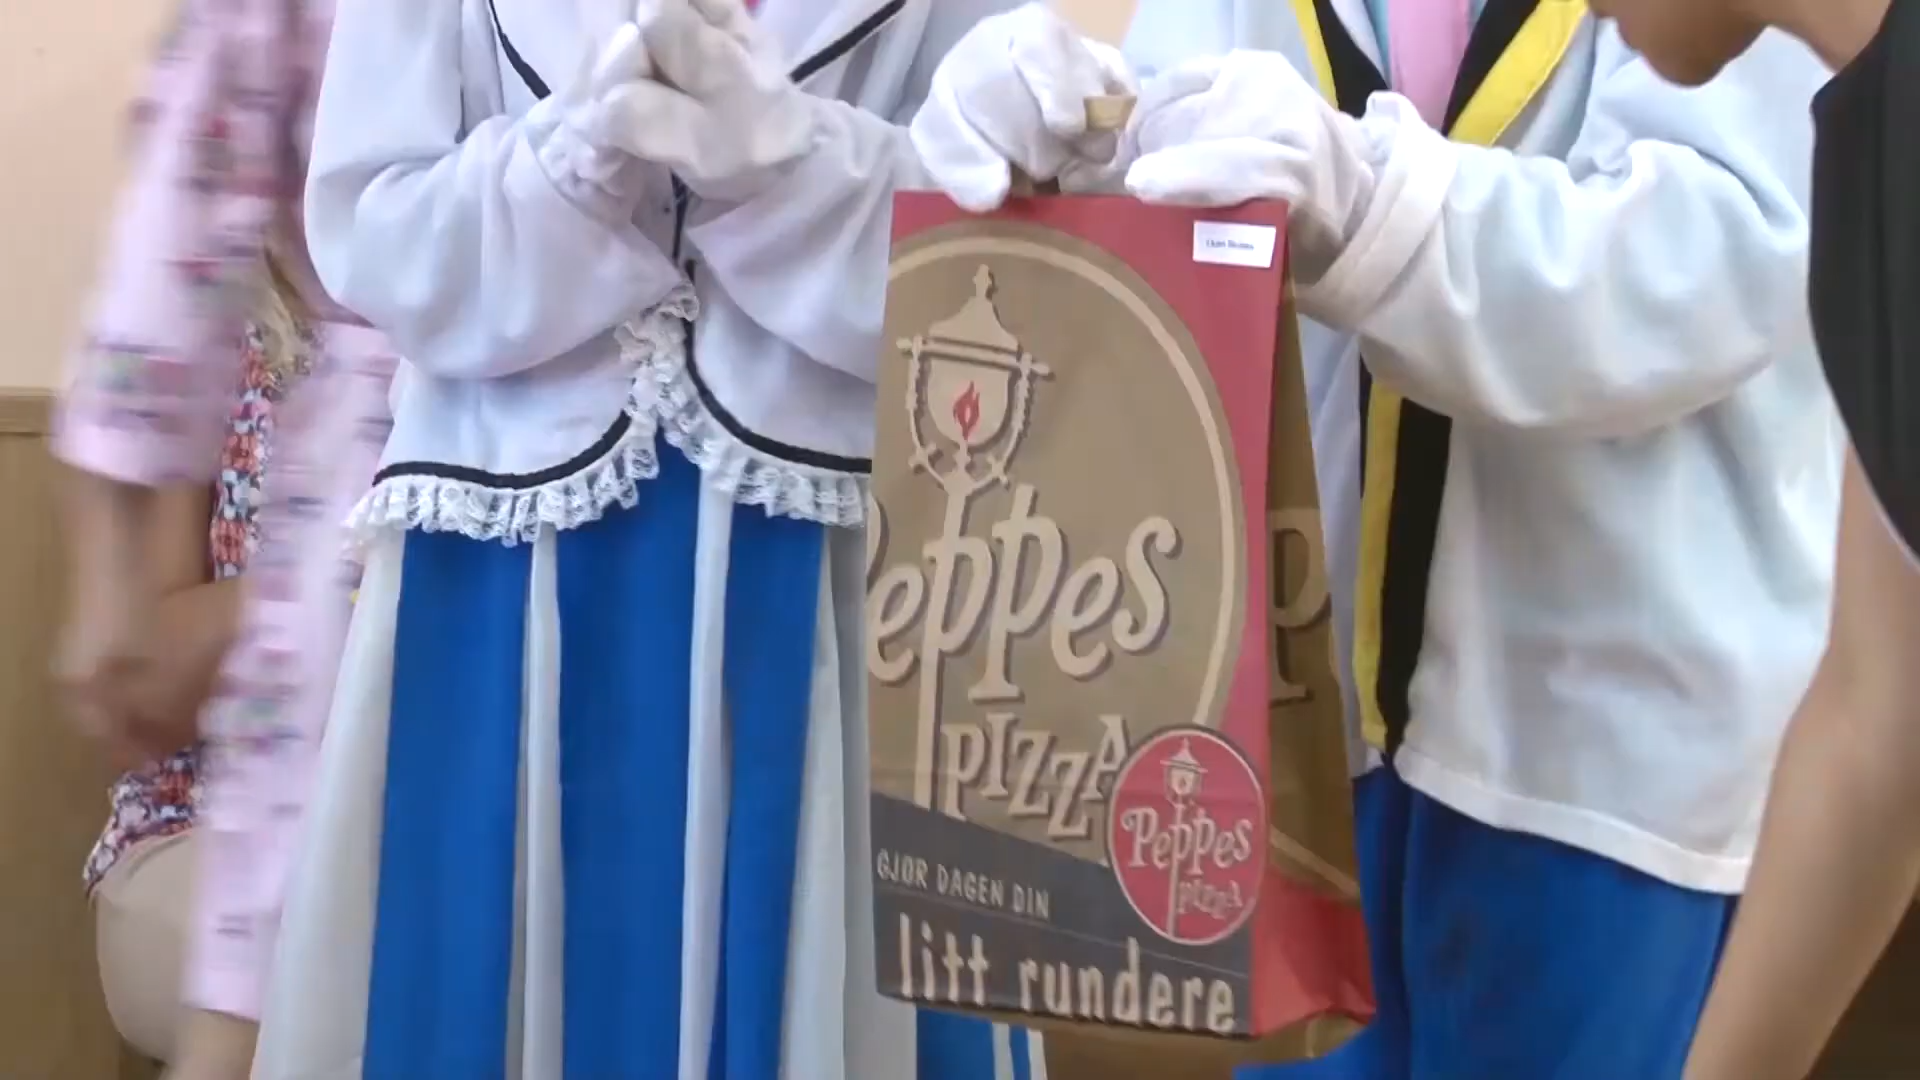 Peppes
PIZZA
Peppes
PIZZA
GJØR DAGEN DIN
litt rundere